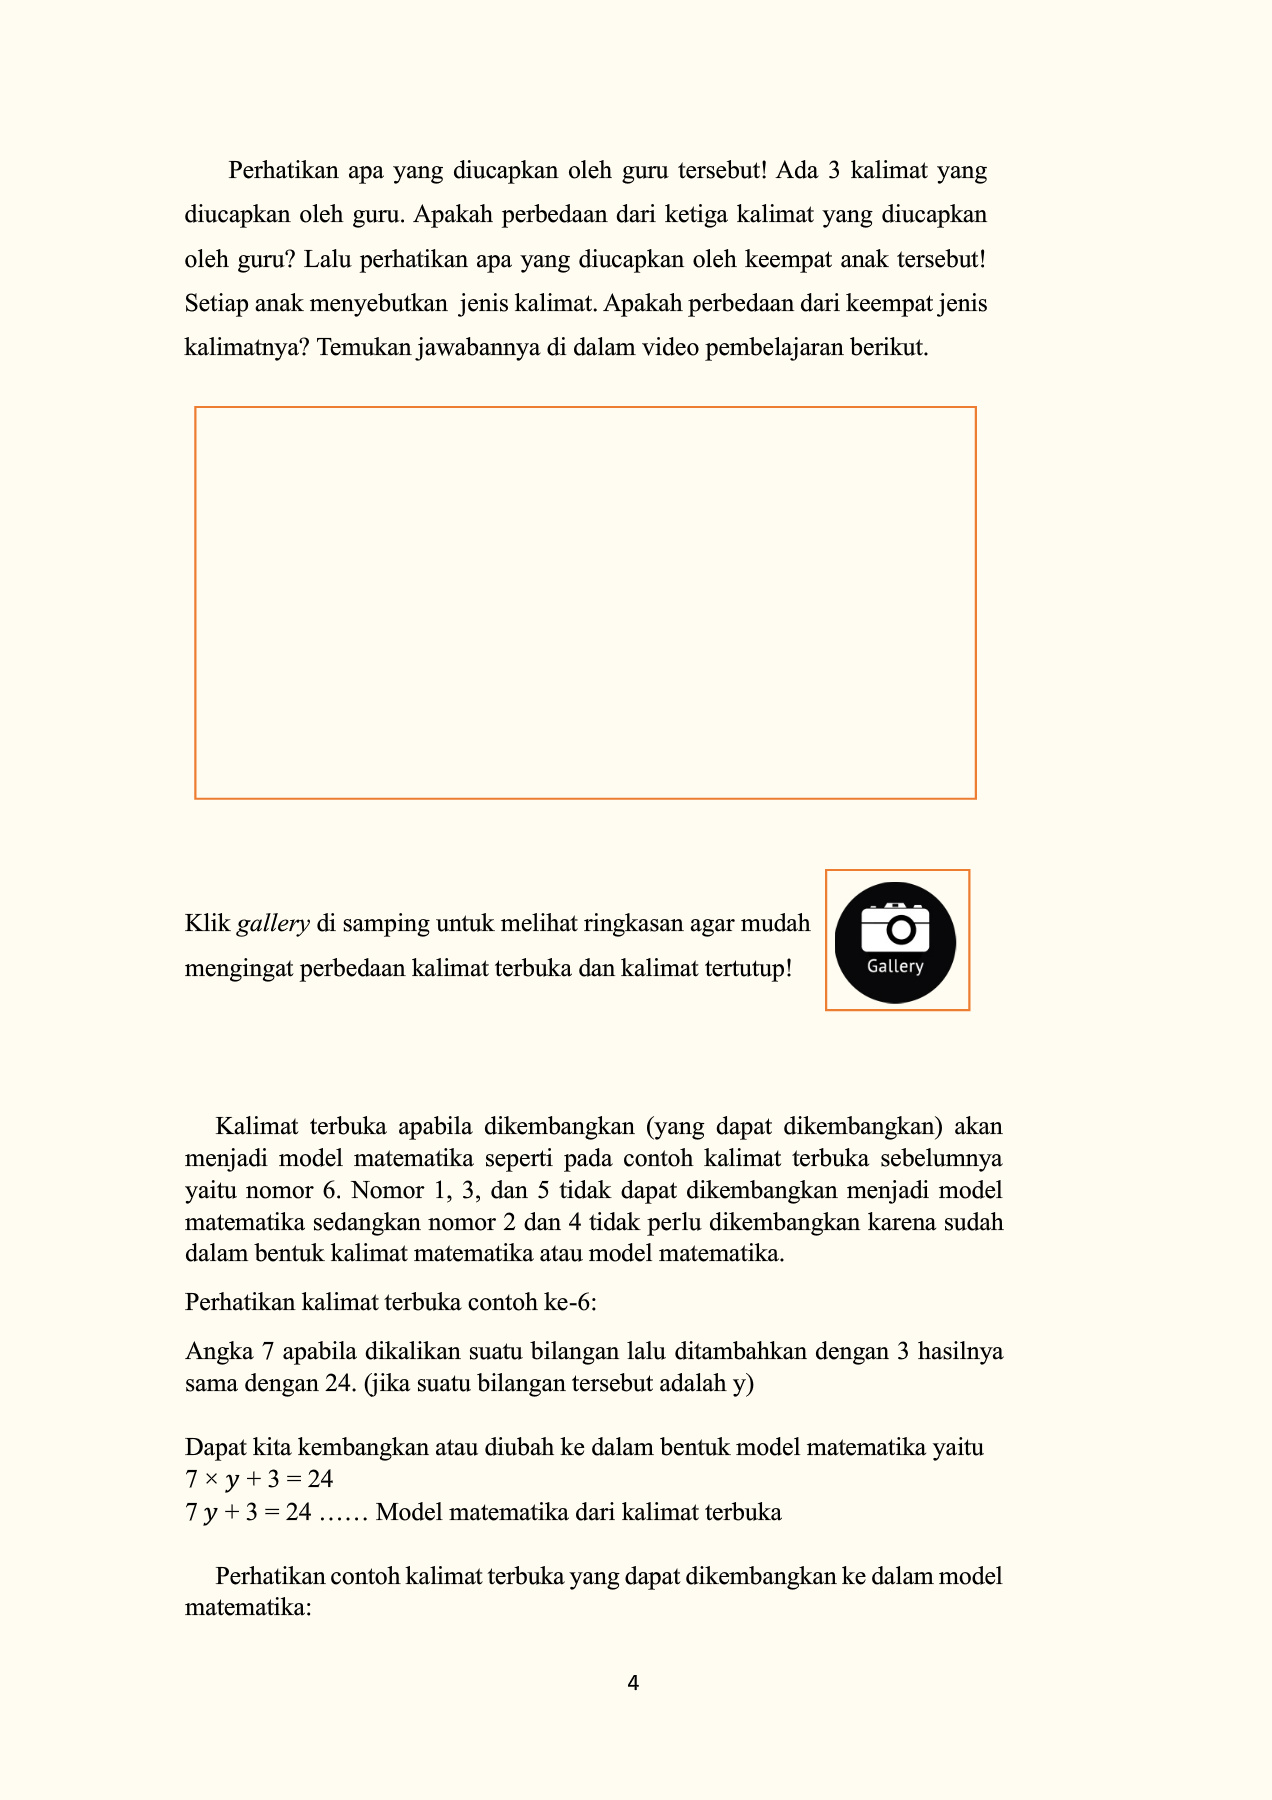 Perhatikan apa yang diucapkan oleh guru tersebut! Ada 3 kalimat yang
diucapkan oleh guru. Apakah perbedaan dari ketiga kalimat yang diucapkan
oleh guru? Lalu perhatikan apa yang diucapkan oleh keempat anak tersebut!
Setiap anak menyebutkan  jenis kalimat. Apakah perbedaan dari keempat jenis
kalimatnya? Temukan jawabannya di dalam video pembelajaran berikut.
Klik gallery di samping untuk melihat ringkasan agar mudah
mengingat perbedaan kalimat terbuka dan kalimat tertutup!
Gallery
Kalimat terbuka apabila dikembangkan (yang dapat dikembangkan) akan
menjadi model matematika seperti pada contoh kalimat terbuka sebelumnya
yaitu nomor 6. Nomor 1, 3, dan 5 tidak dapat dikembangkan menjadi model
matematika sedangkan nomor 2 dan 4 tidak perlu dikembangkan karena sudah
dalam bentuk kalimat matematika atau model matematika.
Perhatikan kalimat terbuka contoh ke-6:
Angka 7 apabila dikalikan suatu bilangan lalu ditambahkan dengan 3 hasilnya
sama dengan 24. (jika suatu bilangan tersebut adalah y)
Dapat kita kembangkan atau diubah ke dalam bentuk model matematika yaitu
7 × y + 3 = 24
7 y + 3 = 24 …… Model matematika dari kalimat terbuka
Perhatikan contoh kalimat terbuka yang dapat dikembangkan ke dalam model
matematika:
4